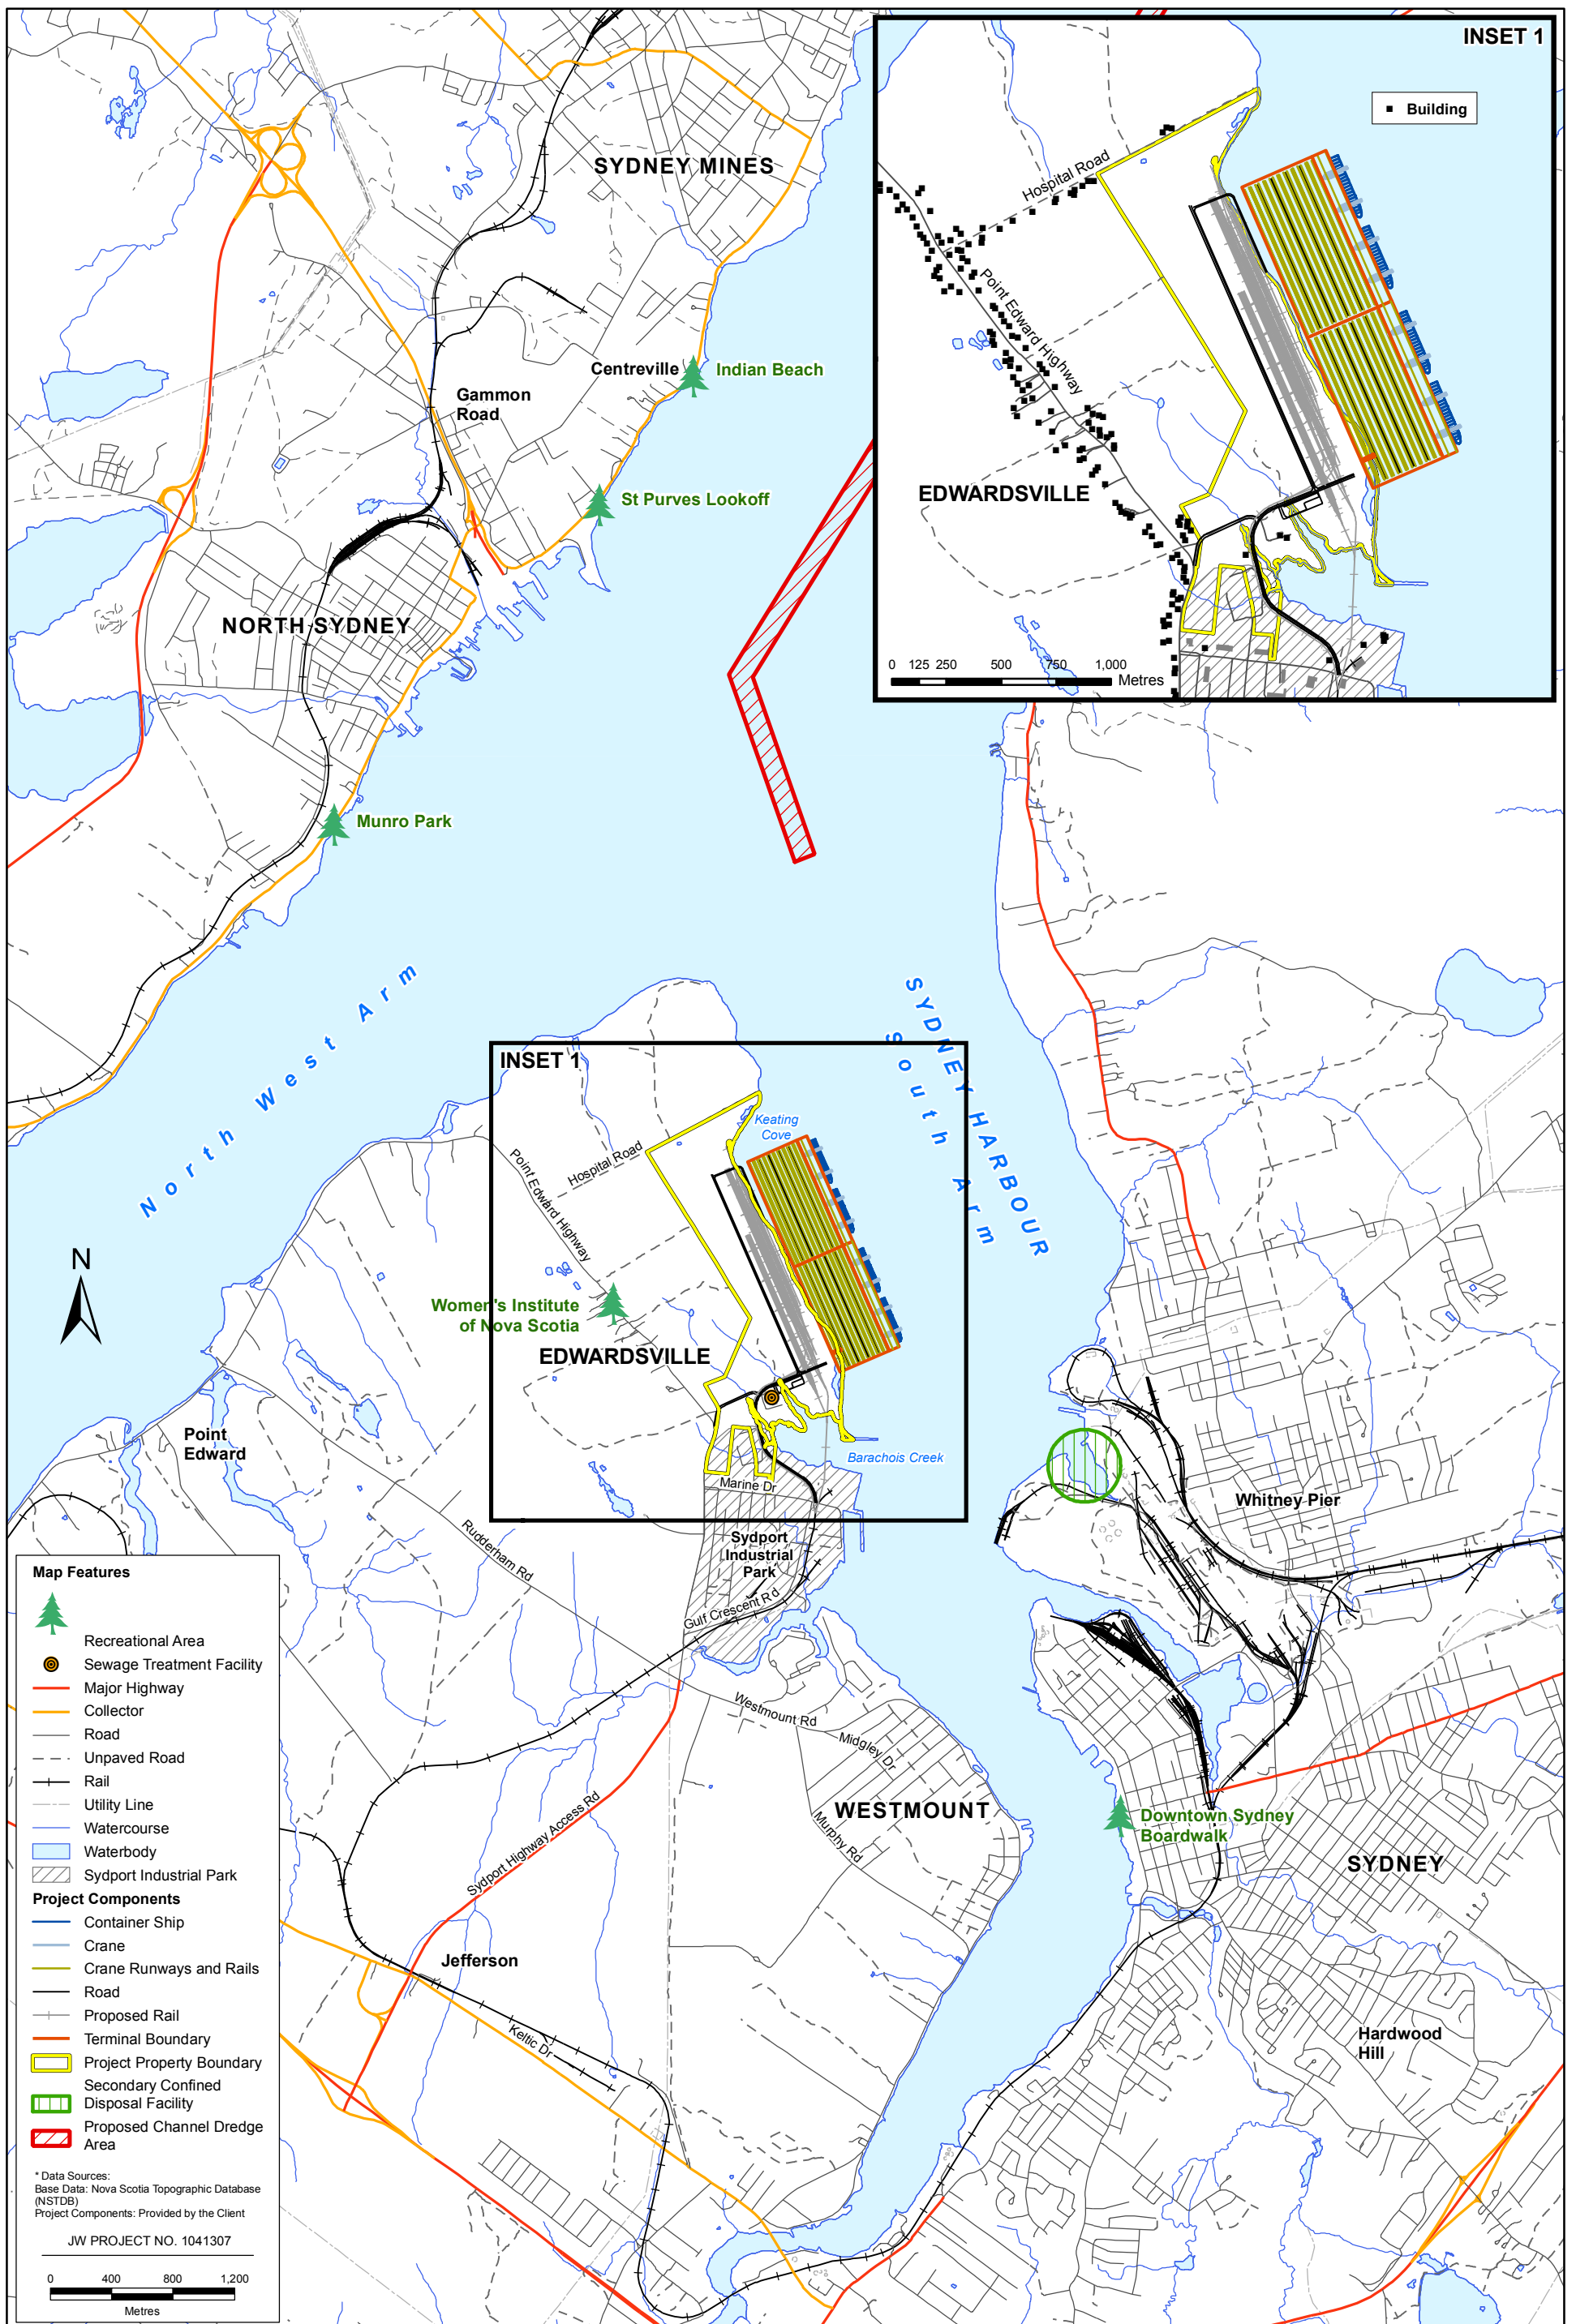 INSET 1
Building
Hospital Road
Point Edward Highway
EDWARDSVILLE
0 125 250 500 750 1,000
Metres
SYDNEY MINES
Centreville
Indian Beach
Gammon
Road
St Purves Lookoff
NORTH SYDNEY
Munro Park
North West Arm
SYDNEY HARBOUR
South Arm
INSET 1
Keating
Cove
Hospital Road
Point Edward Highway
N
Women's Institute
of Nova Scotia
EDWARDSVILLE
Point
Edward
Barachois Creek
Marine Dr
Whitney Pier
Sydport
Industrial
Park
Rudderham Rd
Gulf Crescent Rd
Westmount Rd
Midgley Dr
WESTMOUNT
Murphy Rd
Downtown Sydney
Boardwalk
SYDNEY
Sydport Highway Access Rd
Jefferson
Keltic Dr
Hardwood
Hill
Map Features
Recreational Area
Sewage Treatment Facility
Major Highway
Collector
Road
Unpaved Road
Rail
Utility Line
Watercourse
Waterbody
Sydport Industrial Park
Project Components
Container Ship
Crane
Crane Runways and Rails
Road
Proposed Rail
Terminal Boundary
Project Property Boundary
Secondary Confined
Disposal Facility
Proposed Channel Dredge
Area
* Data Sources:
Base Data: Nova Scotia Topographic Database
(NSTDB)
Project Components: Provided by the Client
JW PROJECT NO. 1041307
0 400 800 1,200
Metres